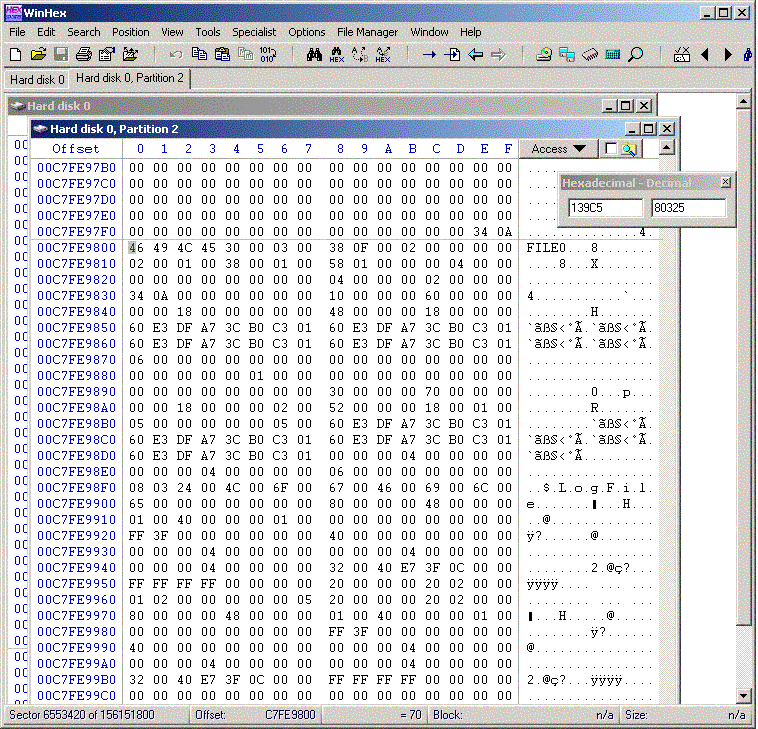 WinHex
File Edit Search Position View Tools Specialist Options File Manager Window Help
Hard disk 0 Hard disk 0, Partition 2
Hard disk 0
Hard disk 0, Partition 2
Offset 0 1 2 3 4 5 6 7 8 9 A B C D E F Access
00C7FE97B0 00 00 00 00 00 00 00 00 00 00 00 00 00 00 00 00
00C7FE97C0 00 00 00 00 00 00 00 00 00 00 00 00 00 00 00 00
Hexadecimal - Decimal
00C7FE97D0 00 00 00 00 00 00 00 00 00 00 00 00 00 00 00 00
139C5 80325
00C7FE97E0 00 00 00 00 00 00 00 00 00 00 00 00 00 00 00 00
00C7FE97F0 00 00 00 00 00 00 00 00 00 00 00 00 00 00 34 0A ..............4.
00C7FE9800 46 49 4C 45 30 00 03 00 38 0F 00 02 00 00 00 00 FILE0...8.......
00C7FE9810 02 00 01 00 38 00 01 00 58 01 00 00 00 04 00 00 ....8...X.......
00C7FE9820 00 00 00 00 00 00 00 00 04 00 00 00 02 00 00 00 ................
00C7FE9830 34 0A 00 00 00 00 00 00 10 00 00 00 60 00 00 00 4...........`...
00C7FE9840 00 00 18 00 00 00 00 00 48 00 00 00 18 00 00 00 ........H.......
00C7FE9850 60 E3 DF A7 3C B0 C3 01 60 E3 DF A7 3C B0 C3 01 `ãßS<°Ã.`ãßS<°Ã.
00C7FE9860 60 E3 DF A7 3C B0 C3 01 60 E3 DF A7 3C B0 C3 01 `ãßS<°Ã.`ãßS<°Ã.
00C7FE9870 06 00 00 00 00 00 00 00 00 00 00 00 00 00 00 00 ................
00C7FE9880 00 00 00 00 00 01 00 00 00 00 00 00 00 00 00 00 ................
00C7FE9890 00 00 00 00 00 00 00 00 30 00 00 00 70 00 00 00 ........0...p...
00C7FE98A0 00 00 18 00 00 00 02 00 52 00 00 00 18 00 01 00 ........R.......
00C7FE98B0 05 00 00 00 00 00 05 00 60 E3 DF A7 3C B0 C3 01 ........`ãßS<°Ã.
00C7FE98C0 60 E3 DF A7 3C B0 C3 01 60 E3 DF A7 3C B0 C3 01 `ãßS<°Ã.`ãßS<°Ã.
00C7FE98D0 60 E3 DF A7 3C B0 C3 01 00 00 00 04 00 00 00 00 `ãßS<°Ã.........
00C7FE98E0 00 00 00 04 00 00 00 00 06 00 00 00 00 00 00 00 ................
00C7FE98F0 08 03 24 00 4C 00 6F 00 67 00 46 00 69 00 6C 00 ..$.L.o.g.F.i.l.
00C7FE9900 65 00 00 00 00 00 00 00 80 00 00 00 48 00 00 00 e...........H...
00C7FE9910 01 00 40 00 00 00 01 00 00 00 00 00 00 00 00 00 ..@.............
00C7FE9920 FF 3F 00 00 00 00 00 00 40 00 00 00 00 00 00 00 ÿ?......@.......
00C7FE9930 00 00 00 04 00 00 00 00 00 00 00 04 00 00 00 00 ................
00C7FE9940 00 00 00 04 00 00 00 00 32 00 40 E7 3F 0C 00 00 ........2.@ç?...
00C7FE9950 FF FF FF FF 00 00 00 00 20 00 00 00 20 02 00 00 ÿÿÿÿ.... ... ...
00C7FE9960 01 02 00 00 00 00 00 05 20 00 00 00 20 02 00 00 ........ ... ...
00C7FE9970 80 00 00 00 48 00 00 00 01 00 40 00 00 00 01 00 ....H.....@.....
00C7FE9980 00 00 00 00 00 00 00 00 FF 3F 00 00 00 00 00 00 ........ÿ?......
00C7FE9990 40 00 00 00 00 00 00 00 00 00 00 04 00 00 00 00 @...............
00C7FE99A0 00 00 00 04 00 00 00 00 00 00 00 04 00 00 00 00 ................
00C7FE99B0 32 00 40 E7 3F 0C 00 00 FF FF FF FF 00 00 00 00 2.@ç?...ÿÿÿÿ....
00C7FE99C0 00 00 00 00 00 00 00 00 00 00 00 00 00 00 00 00 ................
Sector 6553420 of 156151800 Offset: C7FE9800 = 70 Block: n/a Size: n/a